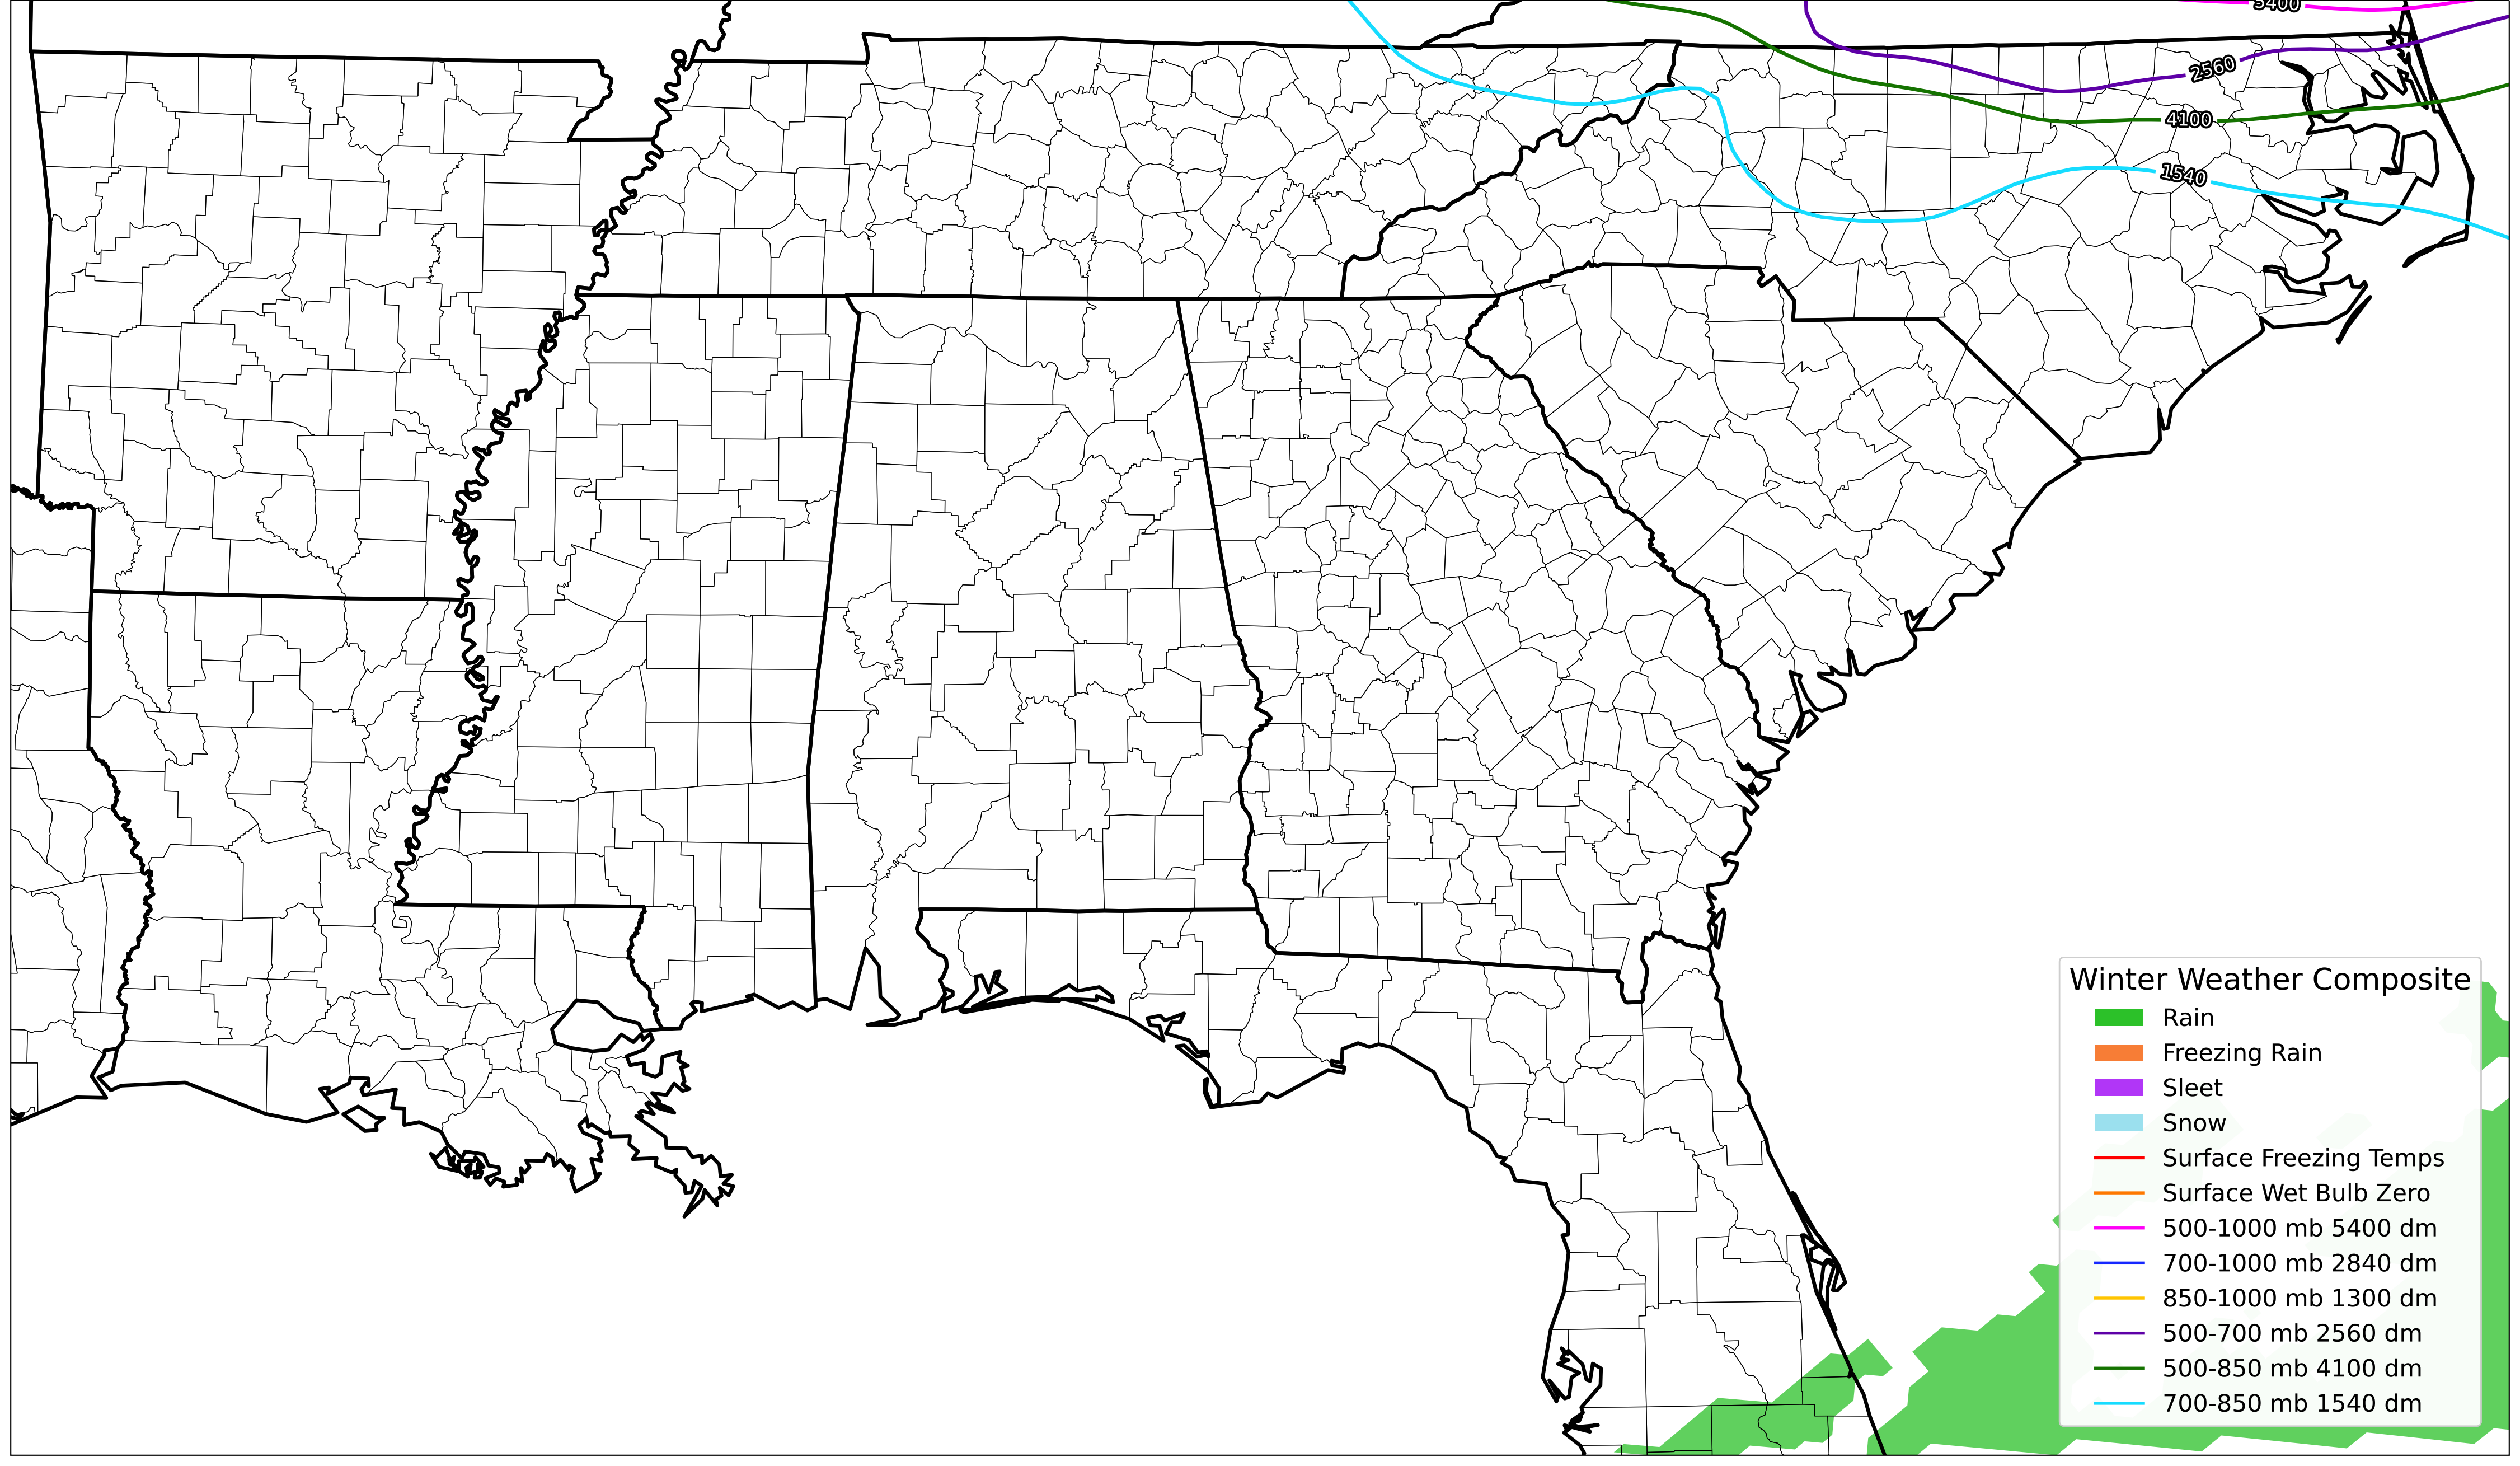 5400
2560
4100
1540
Winter Weather Composite
Rain
Freezing Rain
Sleet
Snow
Surface Freezing Temps
Surface Wet Bulb Zero
500-1000 mb 5400 dm
700-1000 mb 2840 dm
850-1000 mb 1300 dm
500-700 mb 2560 dm
500-850 mb 4100 dm
700-850 mb 1540 dm